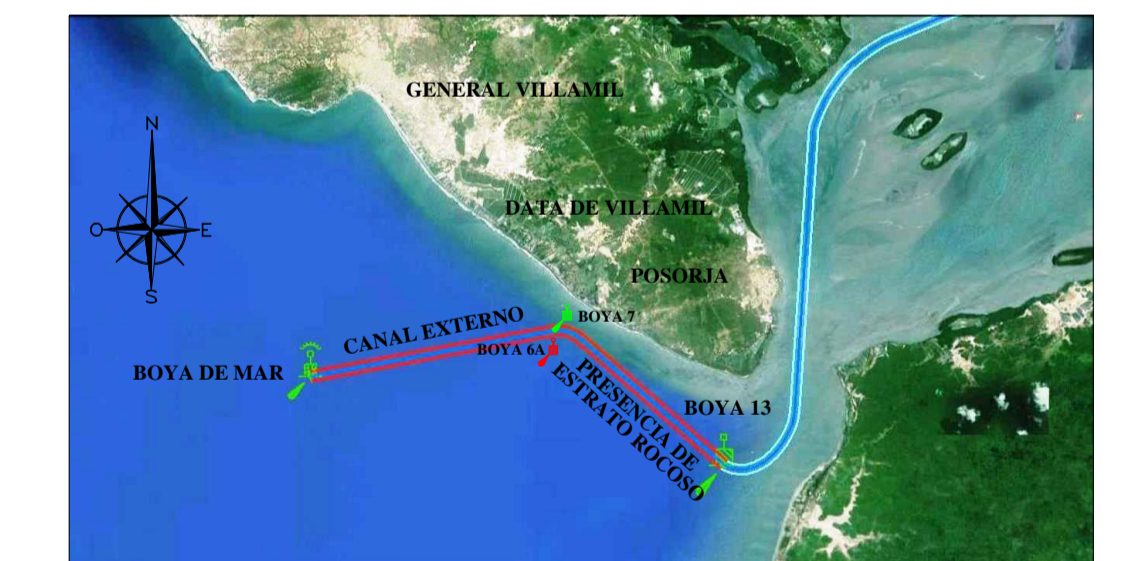 GENERAL VILLAMIL
N
DATA DE VILLAMIL
O
E
POSORJA
S
BOYA 7
CANAL EXTERNO
BOYA 6A
BOYA DE MAR
PRESENCIA DE
ESTRATO ROCOSO
BOYA 13